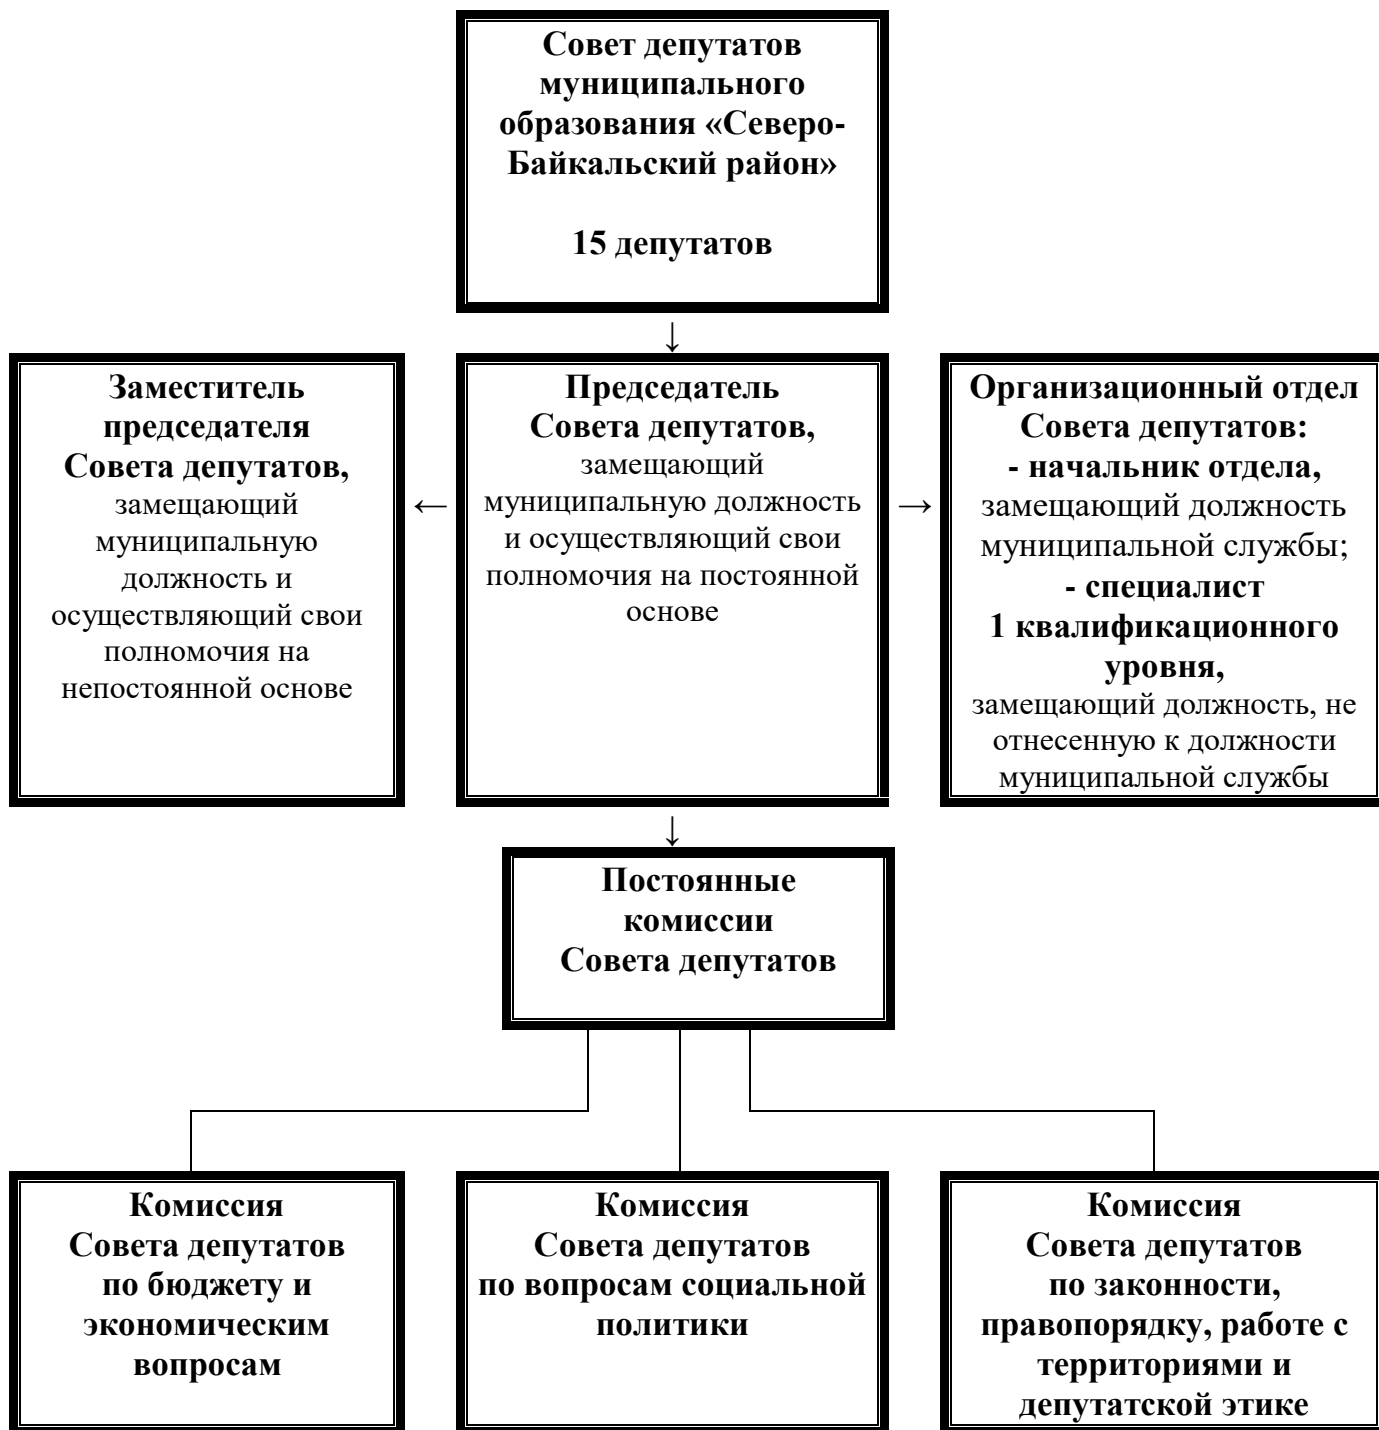 Совет депутатов
муниципального
образования «Северо-
Байкальский район»
15 депутатов
↓
Заместитель
председателя
Совета депутатов,
замещающий
муниципальную
должность и
осуществляющий свои
полномочия на
непостоянной основе
←
Председатель
Совета депутатов,
замещающий
муниципальную должность
и осуществляющий свои
полномочия на постоянной
основе
→
Организационный отдел
Совета депутатов:
- начальник отдела,
замещающий должность
муниципальной службы;
- специалист
1 квалификационного
уровня,
замещающий должность, не
отнесенную к должности
муниципальной службы
↓
Постоянные
комиссии
Совета депутатов
Комиссия
Совета депутатов
по бюджету и
экономическим
вопросам
Комиссия
Совета депутатов
по вопросам социальной
политики
Комиссия
Совета депутатов
по законности,
правопорядку, работе с
территориями и
депутатской этике